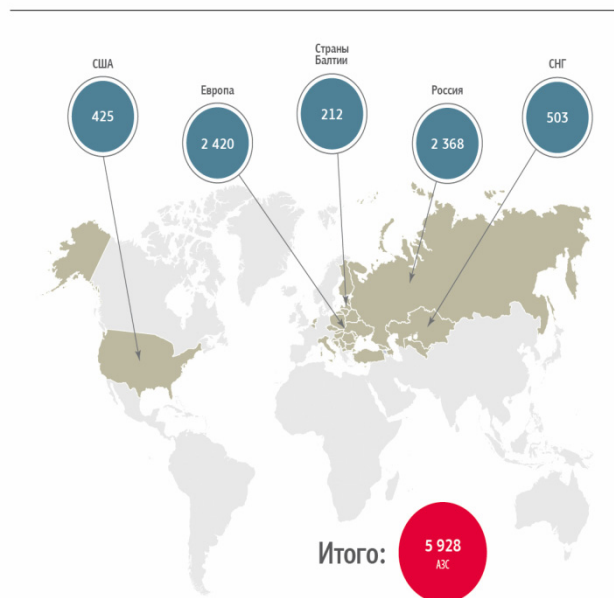 США
425
Европа
2 420
Страны
Балтии
212
Россия
2 368
СНГ
503
Итого:
5 928
АЗС